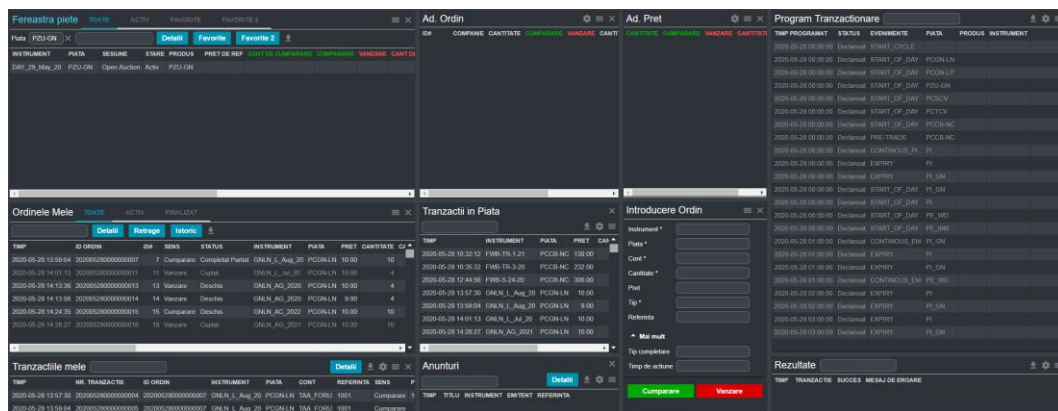 Fereastra piete TOATE ACTIV FAVORITE FAVORITE 2
Piata PZU-GN Detalii Favorite Favorite 2
INSTRUMENT PIATA SESIUNE STARE PRODUS PRET DE REF CANT DE CUMPARARE CUMPARARE VANZARE CANT DE
DAY_29_May_20 PZU-GN Open Auction Activ PZU-GN
Ad. Ordin
ID# COMPANIE CANTITATE CUMPARARE VANZARE CANTI
Ad. Pret
CANTITATE CUMPARARE VANZARE CANTITATE
Program Tranzactionare
TIMP PROGRAMAT STATUS EVENIMENTE PIATA PRODUS INSTRUMENT
2020-05-28 00:00:00 Declansat START_CYCLE
2020-05-28 00:00:00 Declansat START_OF_DAY PCGN-LN
2020-05-28 00:00:00 Declansat START_OF_DAY PCGN-LP
2020-05-28 00:00:00 Declansat START_OF_DAY PZU-GN
2020-05-28 00:00:00 Declansat START_OF_DAY PCSCV
2020-05-28 00:00:00 Declansat START_OF_DAY PCTCV
2020-05-28 00:00:00 Declansat START_OF_DAY PCCB-NC
2020-05-28 00:00:00 Declansat PRE-TRADE PCCB-NC
2020-05-28 00:00:00 Declansat CONTINOUS_PI PI
2020-05-28 00:00:00 Declansat EXPIRY PI
2020-05-28 00:00:00 Declansat EXPIRY PI_GN
2020-05-28 00:00:00 Declansat START_OF_DAY PI_GN
2020-05-28 00:00:00 Declansat START_OF_DAY PI
2020-05-28 00:00:00 Declansat START_OF_DAY PE_WD
2020-05-28 00:00:00 Declansat START_OF_DAY PE_IMB
2020-05-28 01:00:00 Declansat CONTINOUS_EM PI_GN
2020-05-28 01:00:00 Declansat EXPIRY PI
2020-05-28 01:00:00 Declansat EXPIRY PI_GN
2020-05-28 01:00:00 Declansat CONTINOUS_EM PE_WD
2020-05-28 02:00:00 Declansat EXPIRY PI
2020-05-28 02:00:00 Declansat EXPIRY PI_GN
2020-05-28 03:00:00 Declansat EXPIRY PI
2020-05-28 03:00:00 Declansat EXPIRY PI_GN
Ordinele Mele TOATE ACTIV FINALIZAT
Detalii Retrage Istoric
TIMP ID ORDIN ID# SENS STATUS INSTRUMENT PIATA PRET CANTITATE
2020-05-28 13:59:04 2020052800000000007 7 Cumparare Completat Partial GNLN_L_Aug_20 PCGN-LN 10.00 10
2020-05-28 14:01:13 2020052800000000011 11 Vanzare Cuplat GNLN_L_Jul_20 PCGN-LN 10.00 4
2020-05-28 14:13:36 2020052800000000013 13 Vanzare Deschis GNLN_AG_2020 PCGN-LN 10.00 4
2020-05-28 14:13:56 2020052800000000014 14 Vanzare Deschis GNLN_AG_2020 PCGN-LN 9.00 4
2020-05-28 14:24:35 2020052800000000015 15 Cumparare Deschis GNLN_AC_2022 PCGN-LN 10.00 10
2020-05-28 14:28:27 2020052800000000018 18 Vanzare Cuplat GNLN_AG_2021 PCGN-LN 10.00 10
Tranzactii in Piata
TIMP INSTRUMENT PIATA PRET
2020-05-28 10:32:12 FWB-TR-1-21 PCCB-NC 130.00
2020-05-28 10:35:32 FWB-TR-3-20 PCCB-NC 232.00
2020-05-28 12:44:56 FWB-S-24-20 PCCB-NC 300.00
2020-05-28 13:57:30 GNLN_L_Aug_20 PCGN-LN 10.00
2020-05-28 13:59:04 GNLN_L_Aug_20 PCGN-LN 9.00
2020-05-28 14:01:13 GNLN_L_Jul_20 PCGN-LN 10.00
2020-05-28 14:28:27 GNLN_AG_2021 PCGN-LN 10.00
Introducere Ordin
Instrument *
Piata *
Cont *
Cantitate *
Pret
Tip *
Referinta
Mai mult
Tip completare
Timp de actiune
Cumparare Vanzare
Tranzactiile mele Detalii
TIMP NR. TRANZACTIE ID ORDIN INSTRUMENT PIATA CONT REFERINTA SENS P
2020-05-28 13:57:30 2020052800000000004 2020052800000000007 GNLN_L_Aug_20 PCGN-LN TAA_FORU 1001 Cumparare 1
2020-05-28 13:59:04 2020052800000000005 2020052800000000007 GNLN_L_Aug_20 PCGN-LN TAA_FORU 1001 Cumparare
Anunturi
Detalii
TIMP TITLU INSTRUMENT EMITENT REFERINTA
Rezultate
TIMP TRANZACTIE SUCCES MESAJ DE EROARE